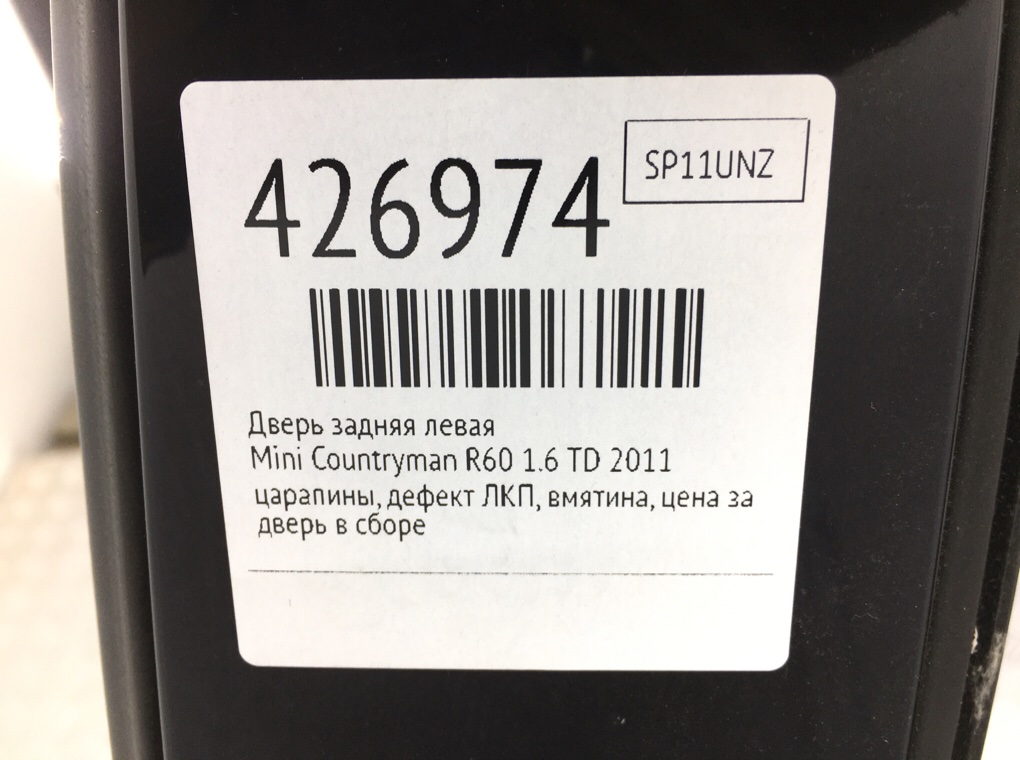 426974
SP11UNZ
Дверь задняя левая
Mini Countryman R60 1.6 TD 2011
царапины, дефект ЛКП, вмятина, цена за
дверь в сборе